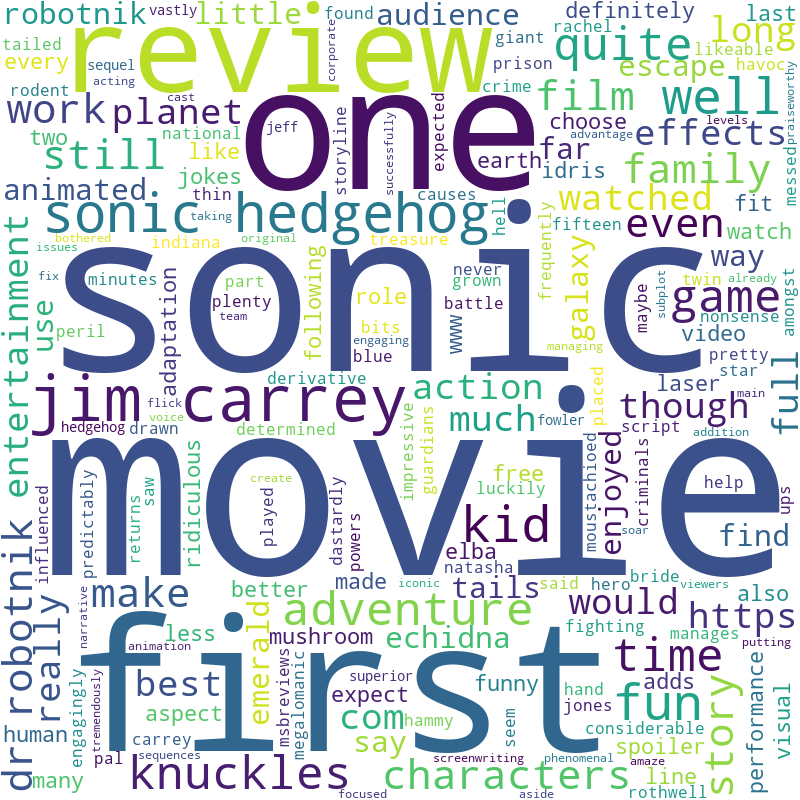 robotnik
vastly
little
found
corporate
audience
definitely
rachel
last
tailed
every
sequel
acting
review
giant
prison
quite
likeable
long
rodent
crime
escape
havoc
work
planet
cast
jeff
one
successfully
expected
film
well
praiseworthy
two
national
storyline
choose
advantage
levels
messed
still
like
jokes
earth
far
idris
effects
family
animated
thin
causes
watched
fit
sonic hedgehog
taking
hell
fifteen
even
watch
entertainment
issues
bothered
indiana
original
treasure
frequently
galaxy
way
amongst
fix
minutes
adaptation
part
following
never
grown
twin
already
use
plenty
role
battle
game
subplot
nonsense
peril
team
bits
engaging
www
maybe
video
sonic
blue
managing
pretty
star
full
jim carrey
derivative
action
placed
laser
main
flick
voice
much
though
script
addition
hedgehog
drawn
determined
impressive
guardians
fowler
enjoyed
criminals
movie
influenced
predictably
returns
saw
ridiculous
create
played
dastardly
powers
free
luckily
kid
moustachioed
soar
help
ups
find
natasha
elba
dr robotnik
really
make
better
made
iconic
tails
said
hero
bride
viewers
also
adventure
would
https
narrative
less
emerald
mushroom
echidna
fighting
manages
putting
first
animation
time
human
engagingly
tremendously
best
msbreviews
megalomanic
superior
expect
funny
hand
adds
performance
visual
aspect
com
hammy
seem
jones
fun
story
considerable
many
pal
carrey
say
spoiler
sequences
screenwriting
phenomenal
amaze
line
knuckles
focused
characters
aside
rothwell